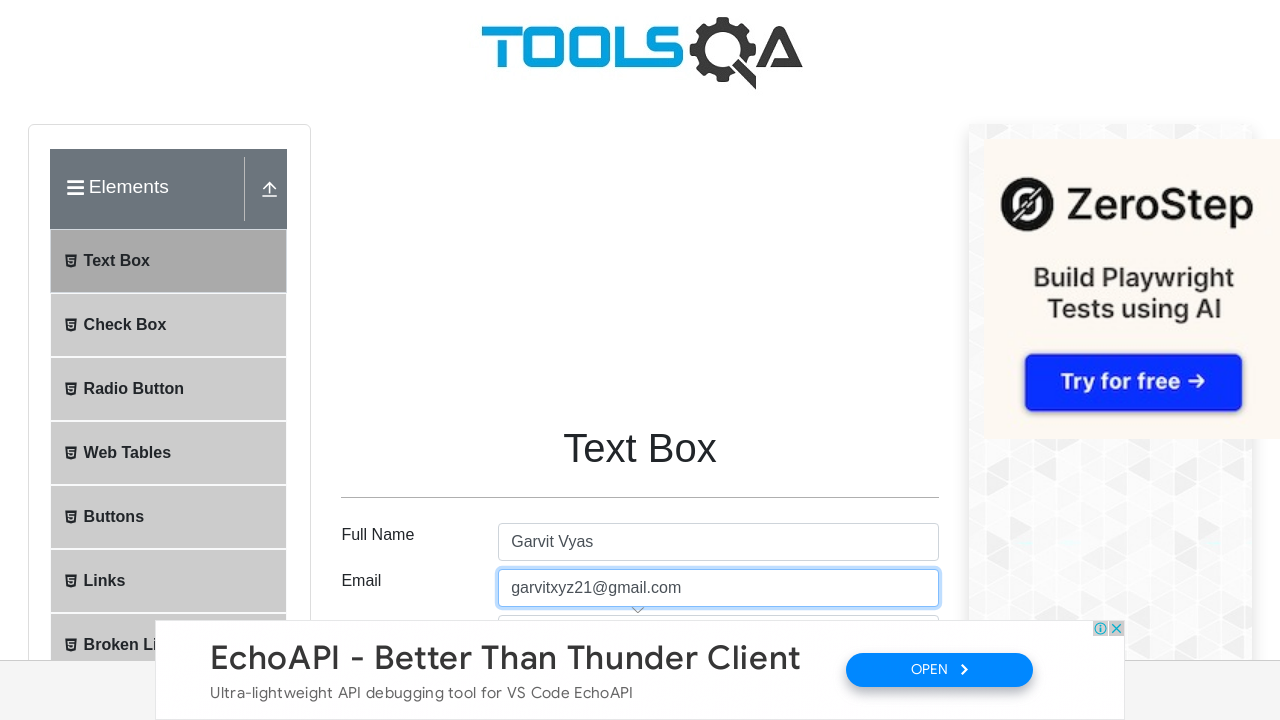 TOOLSQA
Elements
Text Box
Check Box
Radio Button
Web Tables
Buttons
Links
Broken Li
Text Box
Full Name
Garvit Vyas
Email
garvitxyz21@gmail.com
ZeroStep
Build Playwright
Tests using AI
Try for free →
EchoAPI - Better Than Thunder Client
Ultra-lightweight API debugging tool for VS Code EchoAPI
OPEN